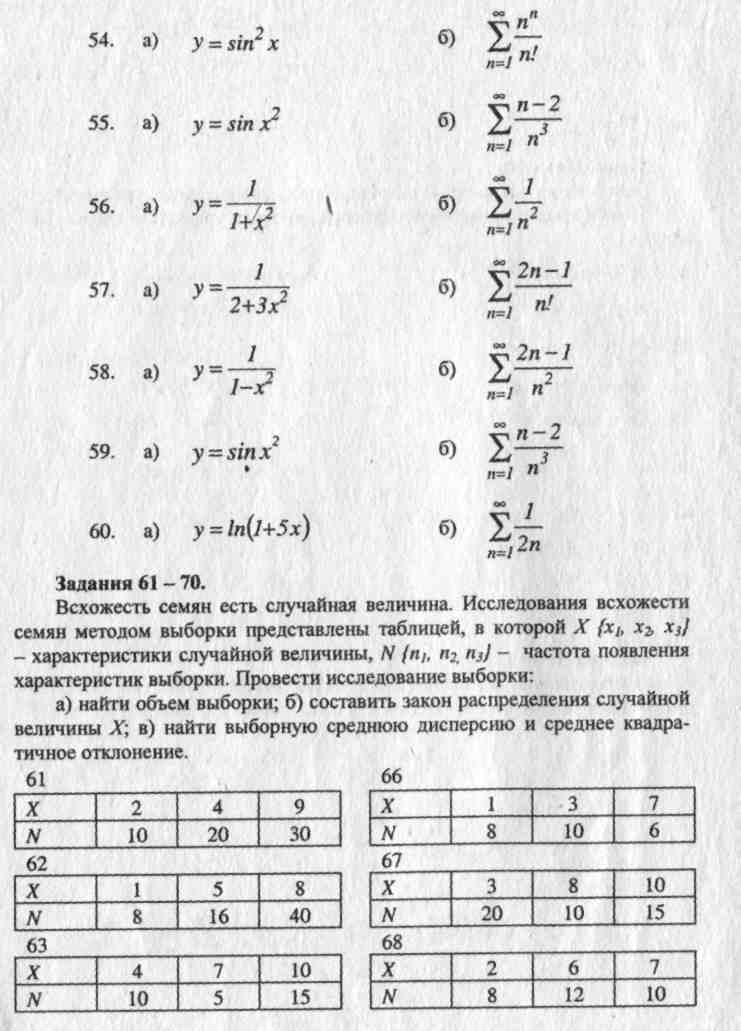 54. а) y = sin² x б) ∑_{n=1}^{∞} n^n / n!
55. а) y = sin x² б) ∑_{n=1}^{∞} (n − 2) / n³
56. а) y = 1 / (1+x²) б) ∑_{n=1}^{∞} 1 / n²
57. а) y = 1 / (2+3x²) б) ∑_{n=1}^{∞} (2n − 1) / n!
58. а) y = 1 / (1−x²) б) ∑_{n=1}^{∞} (2n − 1) / n²
59. а) y = sin x² б) ∑_{n=1}^{∞} (n − 2) / n³
60. а) y = ln(1+5x) б) ∑_{n=1}^{∞} 1 / 2n
Задания 61 – 70.
Всхожесть семян есть случайная величина. Исследования всхожести
семян методом выборки представлены таблицей, в которой X {x₁, x₂, x₃}
– характеристики случайной величины, N {n₁, n₂, n₃} – частота появления
характеристик выборки. Провести исследование выборки:
а) найти объем выборки; б) составить закон распределения случайной
величины X; в) найти выборную среднюю дисперсию и среднее квадра-
тичное отклонение.
61
X 2 4 9
N 10 20 30
62
X 1 5 8
N 8 16 40
63
X 4 7 10
N 10 5 15
66
X 1 3 7
N 8 10 6
67
X 3 8 10
N 20 10 15
68
X 2 6 7
N 8 12 10